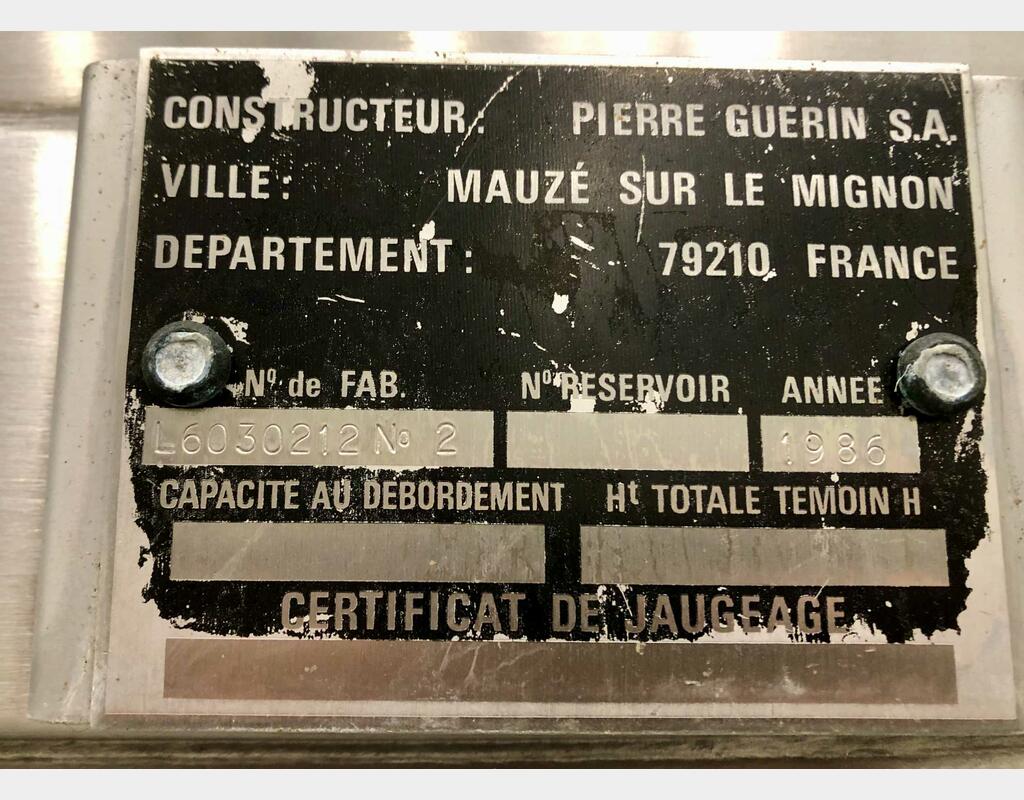 CONSTRUCTEUR: PIERRE GUERIN S.A.
VILLE: MAUZÉ SUR LE MIGNON
DEPARTEMENT: 79210 FRANCE
Nº de FAB. Nº RESERVOIR ANNEE
L6030212 Nº 2 1986
CAPACITE AU DEBORDEMENT Ht TOTALE TEMOIN H
CERTIFICAT DE JAUGEAGE